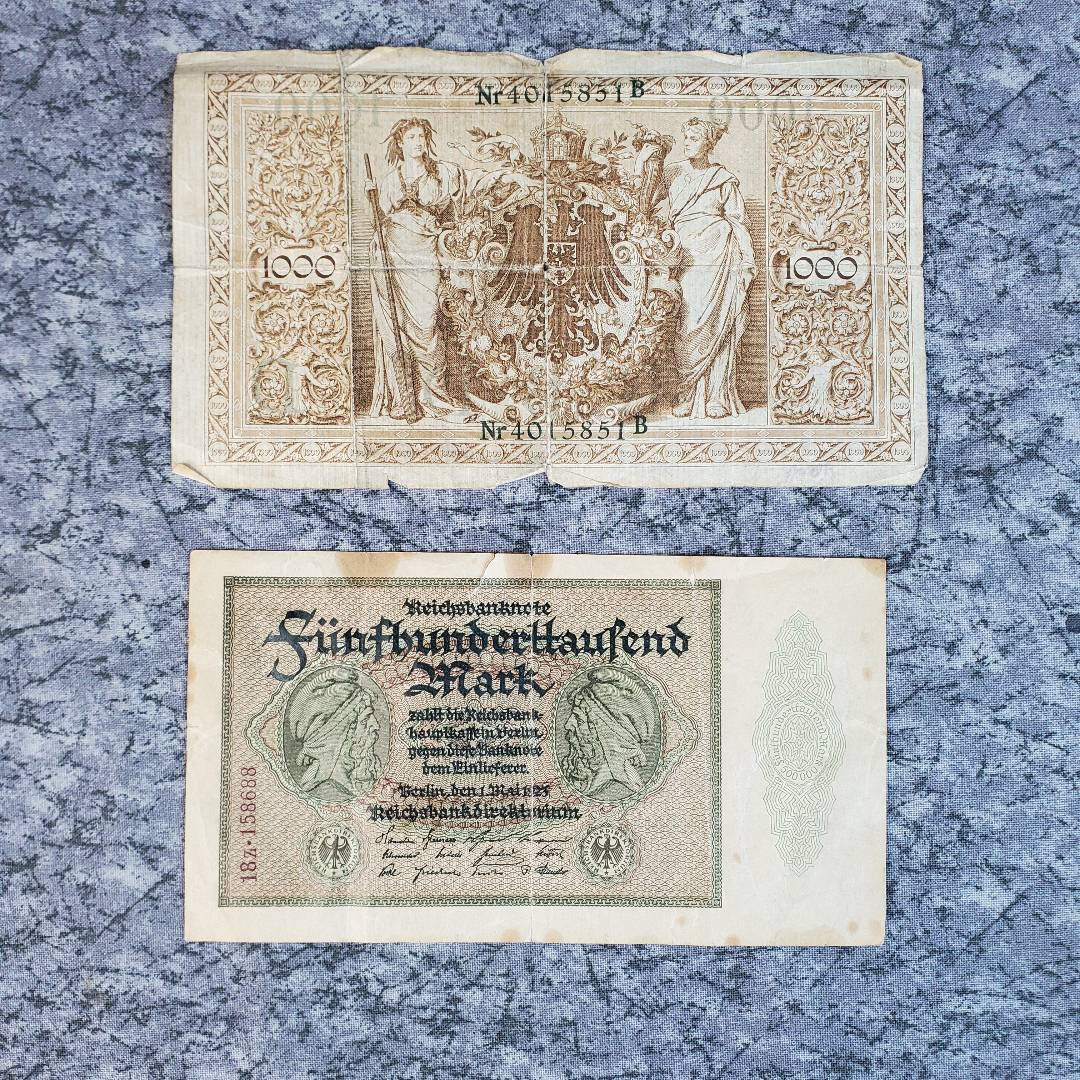 Nr 4015851 B
1000 1000
Nr 4015851 B
Reichsbanknote
Fünfhunderttausend
Mark
zahlt die Reichsbank-
hauptkasse in Berlin
gegen diese Banknote
dem Einlieferer.
Berlin, den 1. Mai 1923
Reichsbankdirektorium
18Z·158688